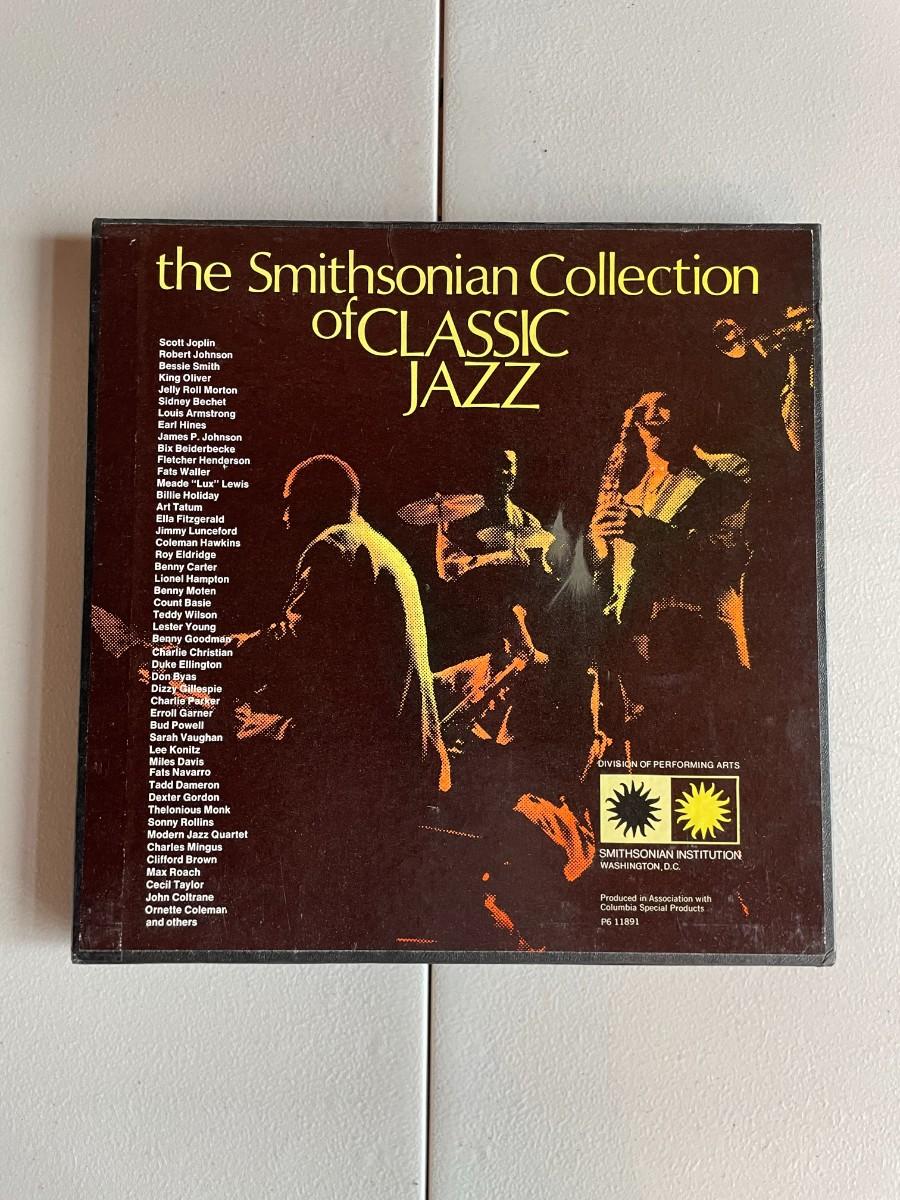 the Smithsonian Collection
of CLASSIC
JAZZ
Scott Joplin
Robert Johnson
Bessie Smith
King Oliver
Jelly Roll Morton
Sidney Bechet
Louis Armstrong
Earl Hines
James P. Johnson
Bix Beiderbecke
Fletcher Henderson
Fats Waller
Meade "Lux" Lewis
Billie Holiday
Art Tatum
Ella Fitzgerald
Jimmy Lunceford
Coleman Hawkins
Roy Eldridge
Benny Carter
Lionel Hampton
Benny Moten
Count Basie
Teddy Wilson
Lester Young
Benny Goodman
Charlie Christian
Duke Ellington
Don Byas
Dizzy Gillespie
Charlie Parker
Erroll Garner
Bud Powell
Sarah Vaughan
Lee Konitz
Miles Davis
Fats Navarro
Tadd Dameron
Dexter Gordon
Thelonious Monk
Sonny Rollins
Modern Jazz Quartet
Charles Mingus
Clifford Brown
Max Roach
Cecil Taylor
John Coltrane
Ornette Coleman
and others
DIVISION OF PERFORMING ARTS
SMITHSONIAN INSTITUTION
WASHINGTON, D.C.
Produced in Association with
Columbia Special Products
P6 11891